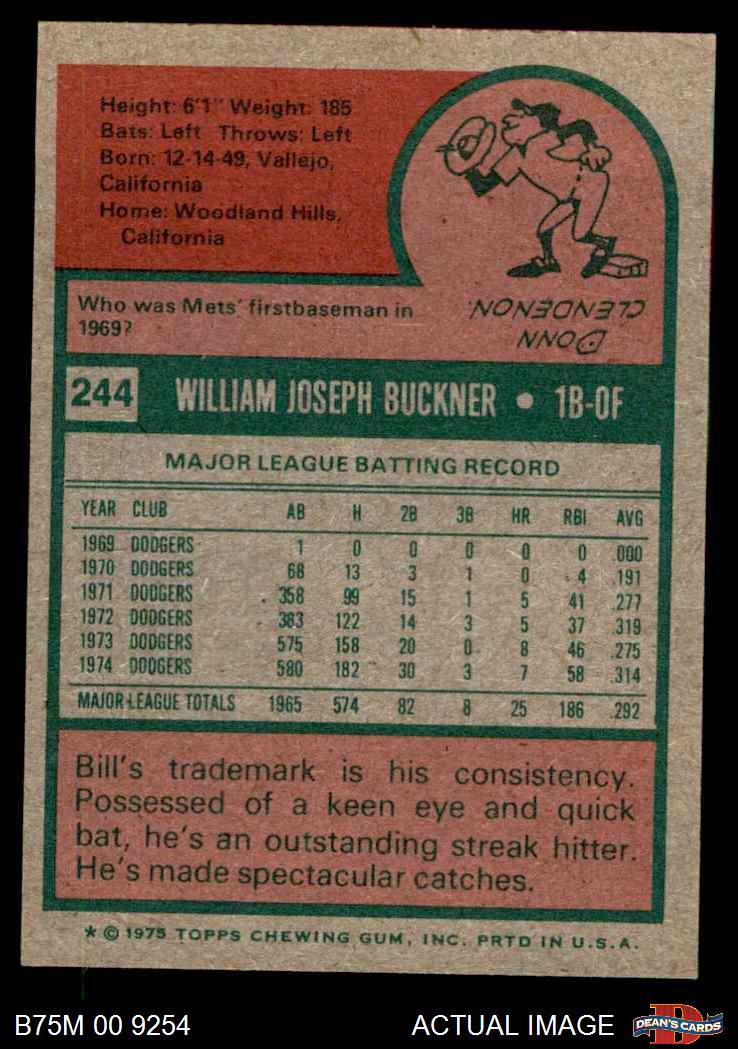 Height: 6'1" Weight: 185
Bats: Left Throws: Left
Born: 12-14-49, Vallejo,
California
Home: Woodland Hills,
California
Who was Mets' firstbaseman in
1969?
DONN
CLENDENON.
244 WILLIAM JOSEPH BUCKNER • 1B-OF
MAJOR LEAGUE BATTING RECORD
YEAR CLUB AB H 2B 3B HR RBI AVG
1969 DODGERS 1 0 0 0 0 0 .000
1970 DODGERS 68 13 3 1 0 4 .191
1971 DODGERS 358 99 15 1 5 41 .277
1972 DODGERS 383 122 14 3 5 37 .319
1973 DODGERS 575 158 20 0 8 46 .275
1974 DODGERS 580 182 30 3 7 58 .314
MAJOR-LEAGUE TOTALS 1965 574 82 8 25 186 .292
Bill's trademark is his consistency.
Possessed of a keen eye and quick
bat, he's an outstanding streak hitter.
He's made spectacular catches.
* © 1975 TOPPS CHEWING GUM, INC. PRTD IN U.S.A.
B75M 00 9254 ACTUAL IMAGE D DEAN'S CARDS